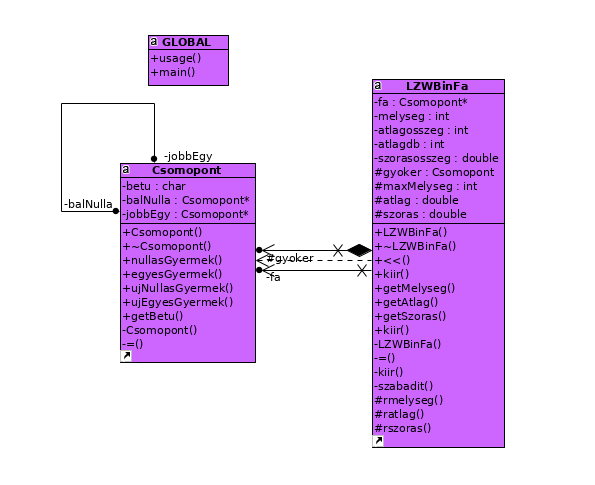 a GLOBAL
+usage()
+main()
-jobbEgy
-balNulla
a Csomopont
-betu : char
-balNulla : Csomopont*
-jobbEgy : Csomopont*
+Csomopont()
+~Csomopont()
+nullasGyermek()
+egyesGyermek()
+ujNullasGyermek()
+ujEgyesGyermek()
+getBetu()
-Csomopont()
-=()
#gyoker
-fa
a LZWBinFa
-fa : Csomopont*
-melyseg : int
-atlagosszeg : int
-atlagdb : int
-szorasosszeg : double
#gyoker : Csomopont
#maxMelyseg : int
#atlag : double
#szoras : double
+LZWBinFa()
+~LZWBinFa()
+<<()
+kiir()
+getMelyseg()
+getAtlag()
+getSzoras()
+kiir()
-LZWBinFa()
-=()
-kiir()
-szabadit()
#rmelyseg()
#ratlag()
#rszoras()